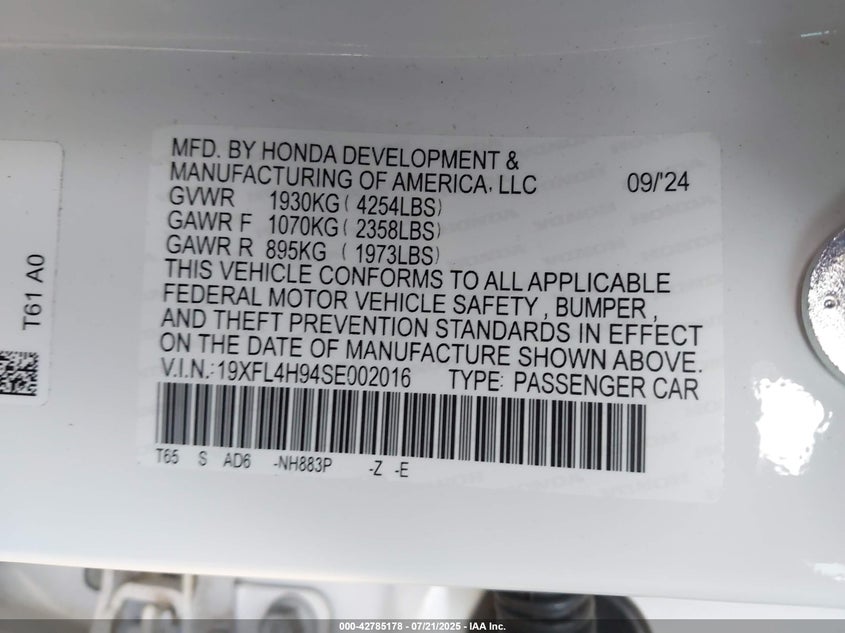 MFD. BY HONDA DEVELOPMENT &
MANUFACTURING OF AMERICA, LLC 09/'24
GVWR 1930KG ( 4254LBS)
GAWR F 1070KG ( 2358LBS)
GAWR R 895KG ( 1973LBS)
THIS VEHICLE CONFORMS TO ALL APPLICABLE
FEDERAL MOTOR VEHICLE SAFETY , BUMPER ,
AND THEFT PREVENTION STANDARDS IN EFFECT
ON THE DATE OF MANUFACTURE SHOWN ABOVE.
V.I.N.:19XFL4H94SE002016 TYPE: PASSENGER CAR
T65 S AD6 -NH883P -Z -E
T61 A0
000-42785178 - 07/21/2025 - IAA Inc.